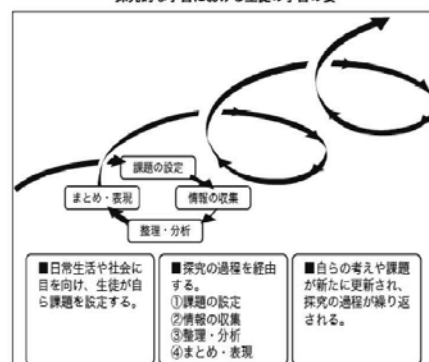 探究的な学習における生徒の学習の姿
課題の設定
まとめ・表現
情報の収集
整理・分析
■日常生活や社会に
目を向け、生徒が自
ら課題を設定する。
■探究の過程を経由
する。
①課題の設定
②情報の収集
③整理・分析
④まとめ・表現
■自らの考えや課題
が新たに更新され、
探究の過程が繰り返
される。